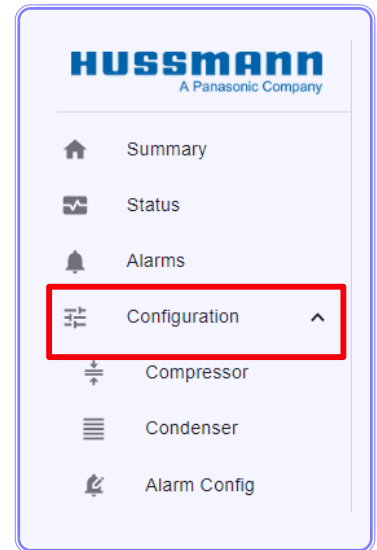 HUSSMANN
A Panasonic Company
Summary
Status
Alarms
Configuration
Compressor
Condenser
Alarm Config